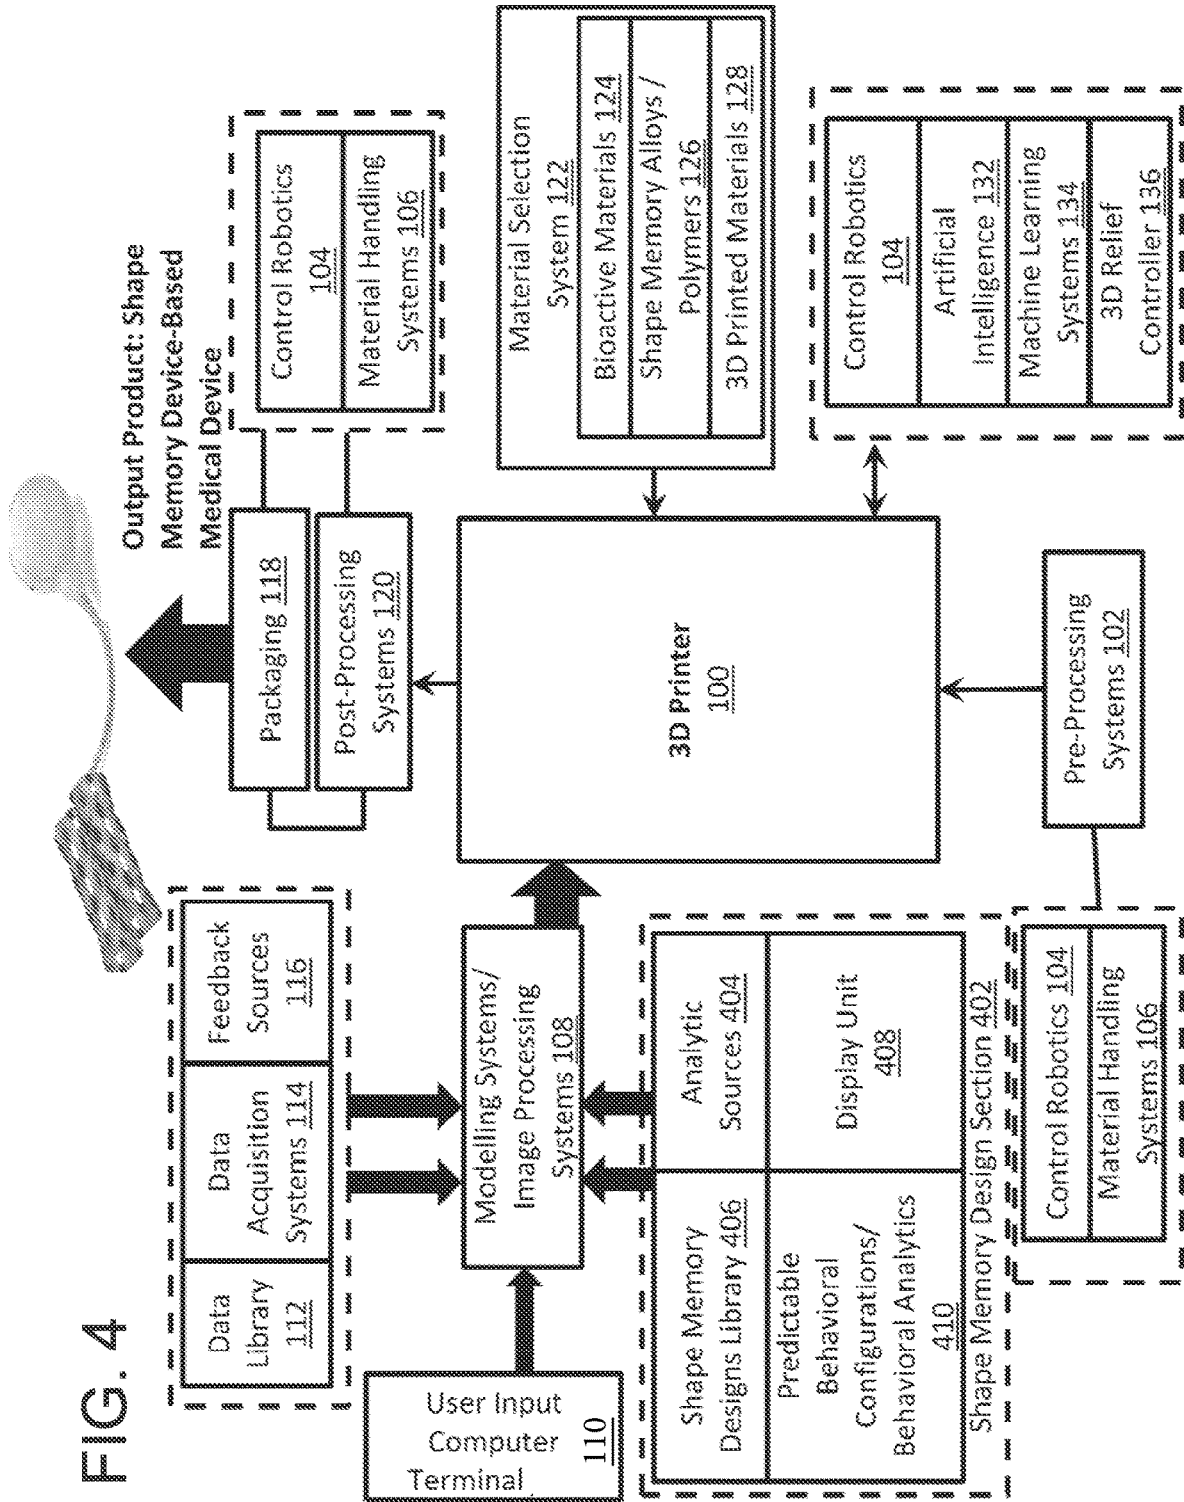 FIG. 4
Data
Library
112
Data
Acquisition
Systems 114
Feedback
Sources
116
Output Product: Shape
Memory Device-Based
Medical Device
User Input
Computer
Terminal
110
Modelling Systems/
Image Processing
Systems 108
Packaging 118
Post-Processing
Systems 120
Control Robotics
104
Material Handling
Systems 106
3D Printer
100
Material Selection
System 122
Bioactive Materials 124
Shape Memory Alloys /
Polymers 126
3D Printed Materials 128
Shape Memory
Designs Library 406
Analytic
Sources 404
Predictable
Behavioral
Configurations/
Behavioral Analytics
410
Display Unit
408
Shape Memory Design Section 402
Control Robotics 104
Material Handling
Systems 106
Pre-Processing
Systems 102
Control Robotics
104
Artificial
Intelligence 132
Machine Learning
Systems 134
3D Relief
Controller 136